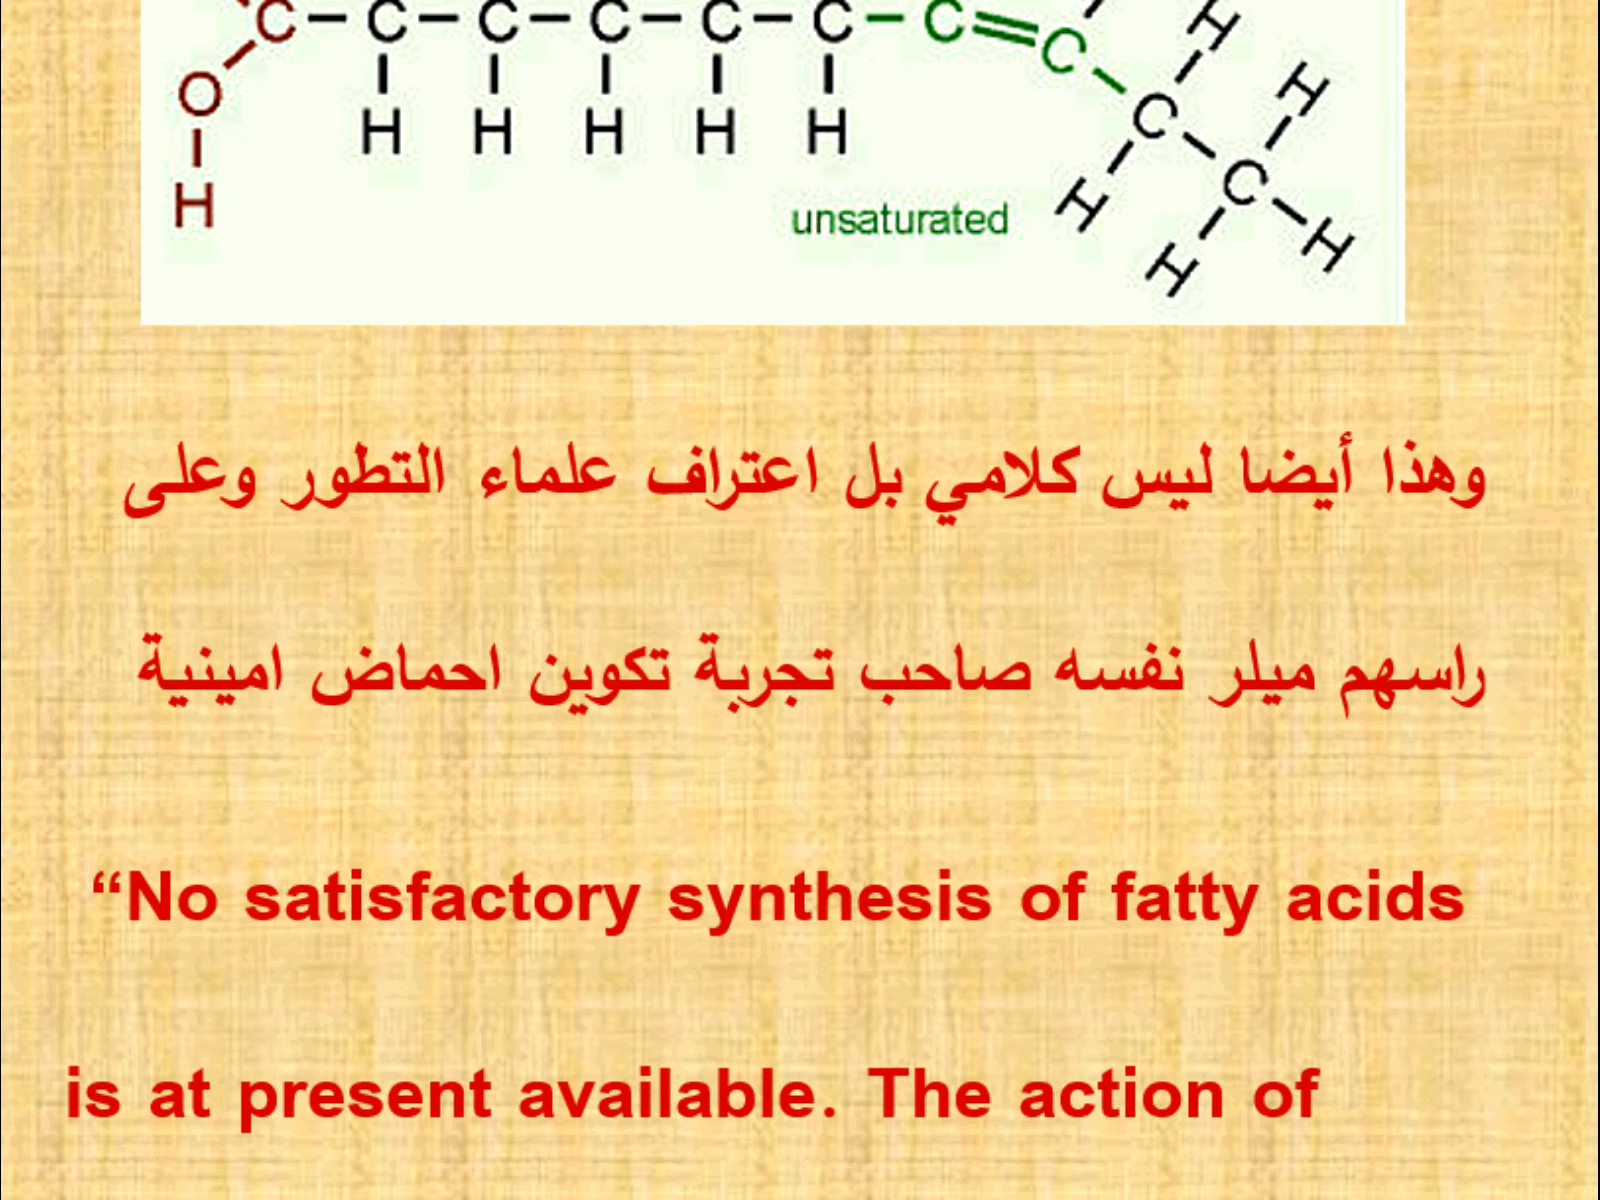 C C C C C C C C C
O H H H H H H H
H H H H H C
H
unsaturated
وهذا أيضا ليس كلامي بل اعتراف علماء التطور وعلى
راسهم ميلر نفسه صاحب تجربة تكوين احماض امينية
“No satisfactory synthesis of fatty acids
is at present available. The action of